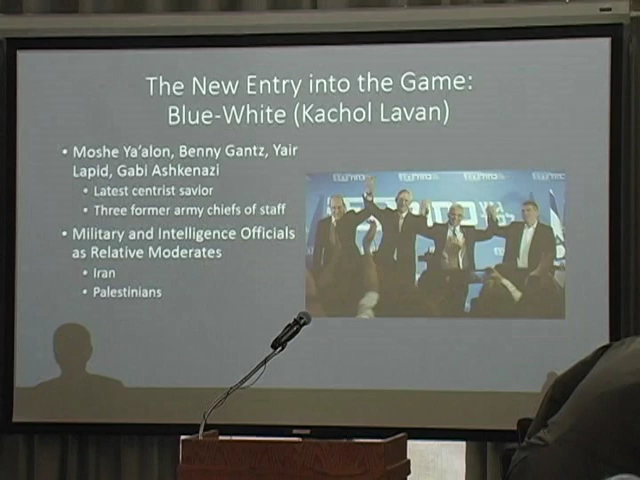 The New Entry into the Game:
Blue-White (Kachol Lavan)
• Moshe Ya'alon, Benny Gantz, Yair
Lapid, Gabi Ashkenazi
• Latest centrist savior
• Three former army chiefs of staff
• Military and Intelligence Officials
as Relative Moderates
• Iran
• Palestinians